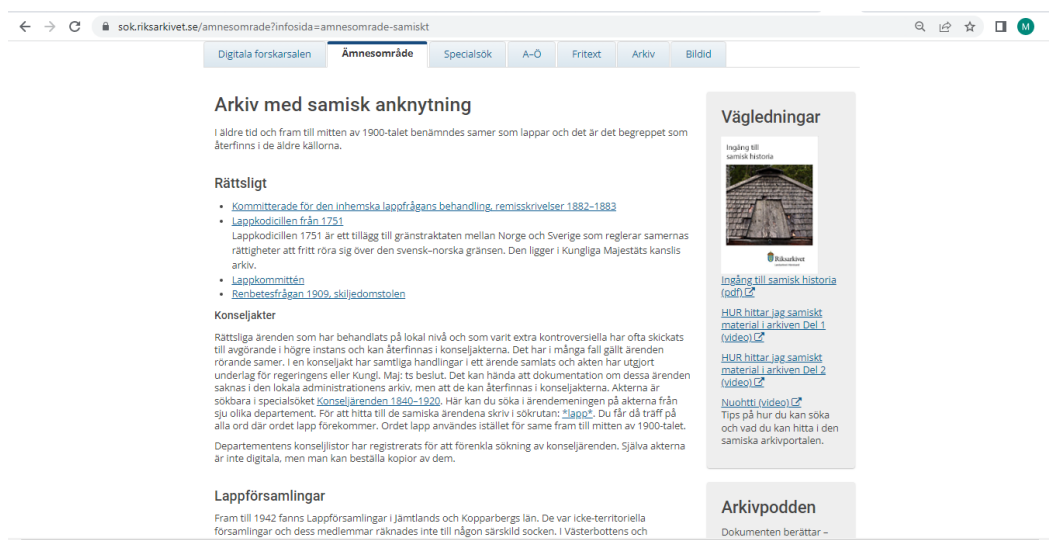 sok.riksarkivet.se/amnesomrade?infosida=amnesomrade-samiskt
M
Digitala forskarsalen
Ämnesområde
Specialsök
A–Ö
Fritext
Arkiv
Bildid
Arkiv med samisk anknytning
I äldre tid och fram till mitten av 1900-talet benämndes samer som lappar och det är det begreppet som
återfinns i de äldre källorna.
Rättsligt
Kommitterade för den inhemska lappfrågans behandling, remisskrivelser 1882–1883
Lappkodicillen från 1751
Lappkodicillen 1751 är ett tillägg till gränstraktaten mellan Norge och Sverige som reglerar samernas
rättigheter att fritt röra sig över den svensk–norska gränsen. Den ligger i Kungliga Majestäts kanslis
arkiv.
Lappkommittén
Renbetesfrågan 1909, skiljedomstolen
Konseljakter
Rättsliga ärenden som har behandlats på lokal nivå och som varit extra kontroversiella har ofta skickats
till avgörande i högre instans och kan återfinnas i konseljakterna. Det har i många fall gällt ärenden
rörande samer. I en konseljakt har samtliga handlingar i ett ärende samlats och akten har utgjort
underlag för regeringens eller Kungl. Maj: ts beslut. Det kan hända att dokumentation om dessa ärenden
saknas i den lokala administrationens arkiv, men att de kan återfinnas i konseljakterna. Akterna är
sökbara i specialsöket Konseljärenden 1840–1920. Här kan du söka i ärendemeningen på akterna från
sju olika departement. För att hitta till de samiska ärendena skriv i sökrutan: *lapp*. Du får då träff på
alla ord där ordet lapp förekommer. Ordet lapp användes istället för same fram till mitten av 1900-talet.
Departementens konseljlistor har registrerats för att förenkla sökning av konseljärenden. Själva akterna
är inte digitala, men man kan beställa kopior av dem.
Lappförsamlingar
Fram till 1942 fanns Lappförsamlingar i Jämtlands och Kopparbergs län. De var icke-territoriella
församlingar och dess medlemmar räknades inte till någon särskild socken. I Västerbottens och
Vägledningar
Ingång till
samisk historia
Riksarkivet
Ingång till samisk historia
(pdf)
HUR hittar jag samiskt
material i arkiven Del 1
(video)
HUR hittar jag samiskt
material i arkiven Del 2
(video)
Nuohtti (video)
Tips på hur du kan söka
och vad du kan hitta i den
samiska arkivportalen.
Arkivpodden
Dokumenten berättar –